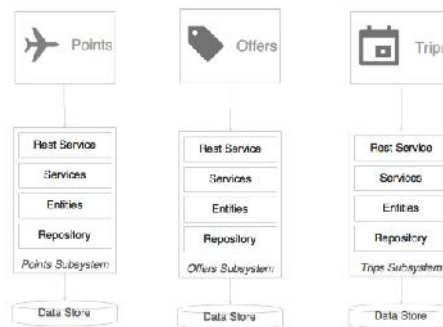 Points
Offers
Trips
Rest Service
Services
Entities
Repository
Points Subsystem
Data Store
Rest Service
Services
Entities
Repository
Offers Subsystem
Data Store
Rest Service
Services
Entities
Repository
Trips Subsystem
Data Store